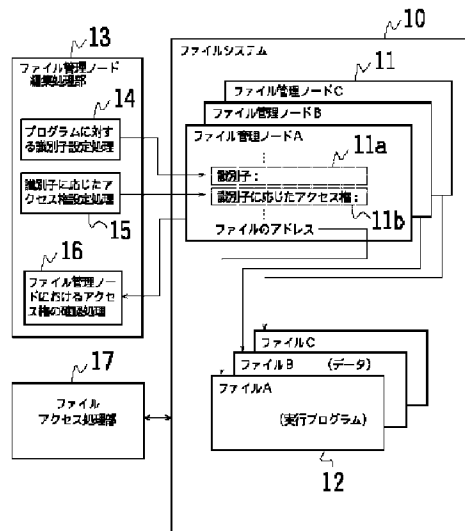 10
ファイルシステム
11
ファイル管理ノードC
ファイル管理ノードB
ファイル管理ノードA
11a
識別子：
識別子に応じたアクセス権：
11b
ファイルのアドレス
13
ファイル管理ノード
編集処理部
14
プログラムに対す
る識別子設定処理
識別子に応じたア
クセス権設定処理
15
16
ファイル管理ノー
ドにおけるアクセ
ス権の確認処理
17
ファイル
アクセス処理部
ファイルC
ファイルB (データ)
ファイルA
(実行プログラム)
12